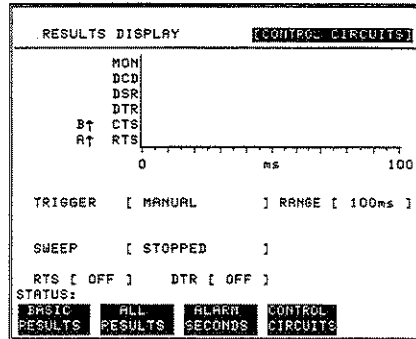 RESULTS DISPLAY [CONTROL CIRCUITS]
MON
DCD
DSR
DTR
B↑ CTS
A↑ RTS
0 ms 100
TRIGGER [ MANUAL ] RANGE [ 100ms ]
SWEEP [ STOPPED ]
RTS [ OFF ] DTR [ OFF ]
STATUS:
BASIC ALL ALARM CONTROL
RESULTS RESULTS SECONDS CIRCUITS